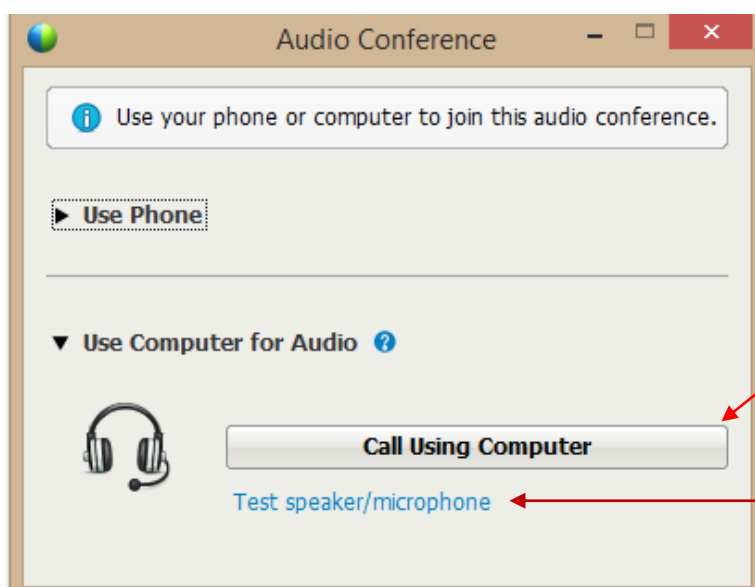 Audio Conference
Use your phone or computer to join this audio conference.
Use Phone
Use Computer for Audio
Call Using Computer
Test speaker/microphone